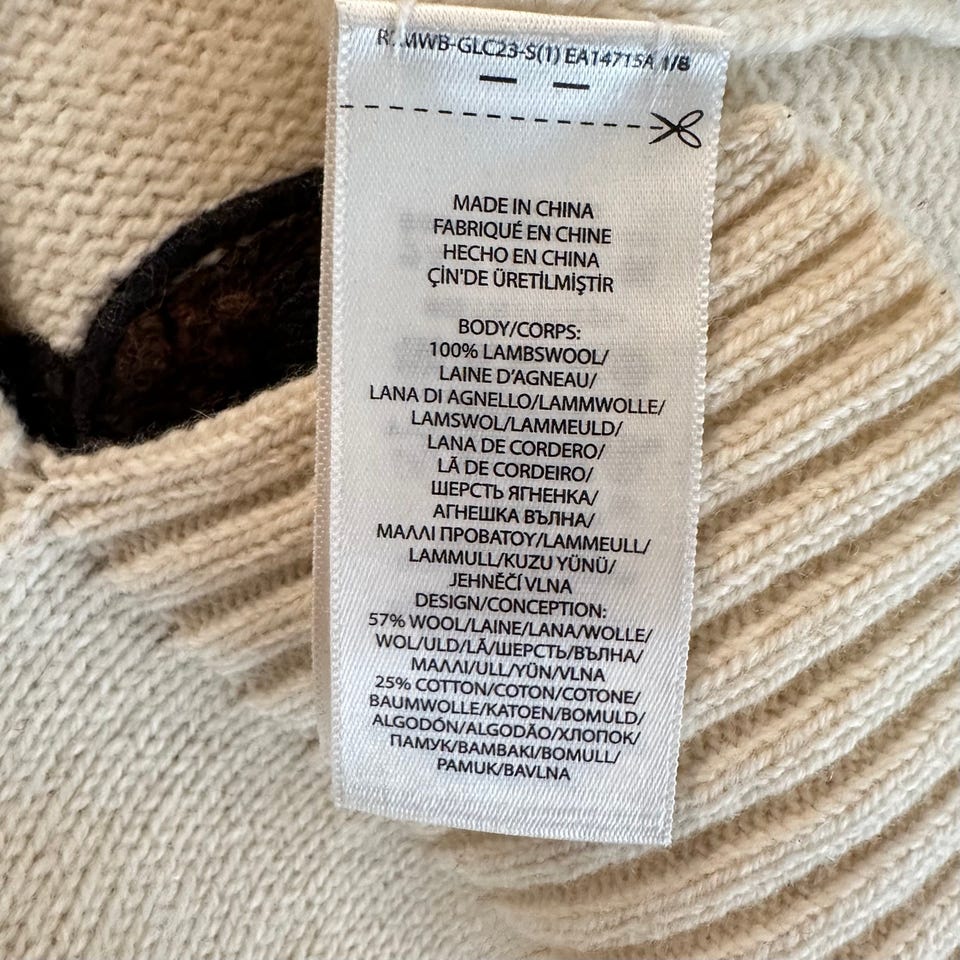 MWB-GLC23-S(1) EA14715A 1/8
MADE IN CHINA
FABRIQUÉ EN CHINE
HECHO EN CHINA
ÇİN'DE ÜRETİLMİŞTİR
BODY/CORPS:
100% LAMBSWOOL/
LAINE D'AGNEAU/
LANA DI AGNELLO/LAMMWOLLE/
LAMSWOL/LAMMEULD/
LANA DE CORDERO/
LÃ DE CORDEIRO/
ШЕРСТЬ ЯГНЕНКА/
АГНЕШКА ВЪЛНА/
ΜΑΛΛΙ ΠΡΟΒΑΤΟΥ/LAMMEULL/
LAMMULL/KUZU YÜNÜ/
JEHNĚČÍ VLNA
DESIGN/CONCEPTION:
57% WOOL/LAINE/LANA/WOLLE/
WOL/ULD/LÃ/ШЕРСТЬ/ВЪЛНА/
ΜΑΛΛΙ/ULL/YÜN/VLNA
25% COTTON/COTON/COTONE/
BAUMWOLLE/KATOEN/BOMULD/
ALGODÓN/ALGODÃO/ХЛОПОК/
ПАМУК/ΒΑΜΒΑΚΙ/BOMULL/
PAMUK/BAVLNA